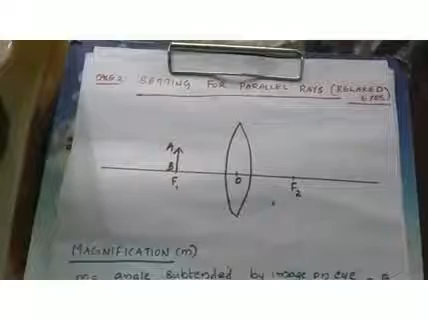 CASE 2 SETTING FOR PARALLEL RAYS (RELAXED
EYES)
A
B
F1 O F2
MAGNIFICATION (m)
m = angle subtended by image on eye =